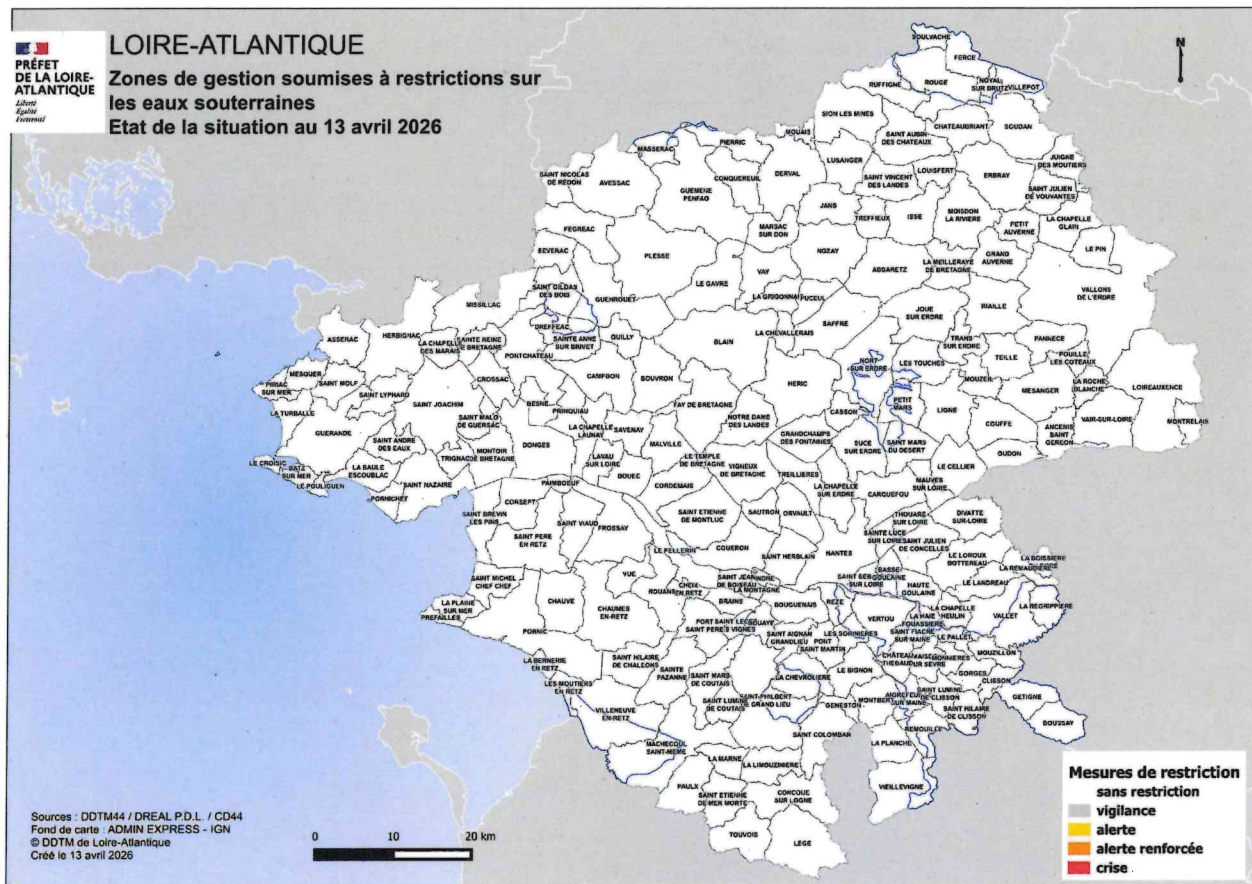 PRÉFET
DE LA LOIRE-
ATLANTIQUE
Liberté
Égalité
Fraternité
LOIRE-ATLANTIQUE
Zones de gestion soumises à restrictions sur
les eaux souterraines
Etat de la situation au 13 avril 2026
N
SOULVACHE
FERCE
ROUGE
NOYAL
SUR BRUTZ
VILLEPOT
RUFFIGNE
SION LES MINES
CHATEAUBRIANT
SOUDAN
SAINT AUBIN
DES CHATEAUX
MOUAIS
PIERRIC
MASSERAC
LUSANGER
JUIGNE
DES MOUTIERS
LOUISFERT
SAINT NICOLAS
DE REDON
AVESSAC
CONQUEREUIL
DERVAL
SAINT VINCENT
DES LANDES
ERBRAY
SAINT JULIEN
DE VOUVANTES
GUEMENE
PENFAO
JANS
TREFFIEUX
ISSE
MOISDON
LA RIVIERE
PETIT
AUVERNE
LA CHAPELLE
GLAIN
FEGREAC
MARSAC
SUR DON
NOZAY
LE PIN
SEVERAC
PLESSE
VAY
ABBARETZ
LA MEILLERAYE
DE BRETAGNE
GRAND
AUVERNE
LE GAVRE
LA GRIGONNAIS
PUCEUL
VALLONS
DE L'ERDRE
SAINT GILDAS
DES BOIS
GUENROUET
MISSILLAC
SAFFRE
JOUE
SUR ERDRE
RIAILLE
DREFFEAC
LA CHEVALLERAIS
ASSERAC
HERBIGNAC
LA CHAPELLE
DES MARAIS
SAINTE REINE
DE BRETAGNE
SAINTE ANNE
SUR BRIVET
QUILLY
BLAIN
TRANS
SUR ERDRE
PANNECE
PONTCHATEAU
NORT
SUR ERDRE
LES TOUCHES
TEILLE
POUILLE
LES COTEAUX
MESQUER
PIRIAC
SUR MER
SAINT MOLF
CROSSAC
CAMPBON
BOUVRON
HERIC
MOUZEIL
MESANGER
LA ROCHE
BLANCHE
LOIREAUXENCE
SAINT LYPHARD
SAINT JOACHIM
BESNE
PRINQUIAU
FAY DE BRETAGNE
PETIT
MARS
LIGNE
LA TURBALLE
SAINT MALO
DE GUERSAC
LA CHAPELLE
LAUNAY
SAVENAY
NOTRE DAME
DES LANDES
CASSON
COUFFE
VAIR-SUR-LOIRE
MONTRELAIS
GUERANDE
GRANDCHAMPS
DES FONTAINES
ANCENIS
SAINT
GEREON
SAINT ANDRE
DES EAUX
MONTOIR
DE BRETAGNE
DONGES
MALVILLE
SUCE
SUR ERDRE
SAINT MARS
DU DESERT
OUDON
LE CROISIC
BATZ
SUR MER
LA BAULE
ESCOUBLAC
TRIGNAC
LAVAU
SUR LOIRE
BOUEE
LE TEMPLE
DE BRETAGNE
VIGNEUX
DE BRETAGNE
TREILLIERES
LE CELLIER
LE POULIGUEN
SAINT NAZAIRE
PAIMBOEUF
CORDEMAIS
LA CHAPELLE
SUR ERDRE
CARQUEFOU
MAUVES
SUR LOIRE
PORNICHET
CORSEPT
SAINT BREVIN
LES PINS
SAINT VIAUD
FROSSAY
SAINT ETIENNE
DE MONTLUC
SAUTRON
ORVAULT
THOUARE
SUR LOIRE
DIVATTE
SUR-LOIRE
SAINT PERE
EN RETZ
LE PELLERIN
COUERON
SAINT HERBLAIN
NANTES
SAINTE LUCE
SUR LOIRE
SAINT JULIEN
DE CONCELLES
LE LOROUX
BOTTEREAU
LA REMAUDIERE
VUE
ROUANS
CHEIX
EN RETZ
SAINT JEAN
DE BOISEAU
INDRE
LA MONTAGNE
BASSE
GOULAINE
HAUTE
GOULAINE
LE LANDREAU
SAINT MICHEL
CHEF CHEF
CHAUVE
CHAUMES
EN-RETZ
BRAINS
BOUGUENAIS
REZE
VERTOU
LA CHAPELLE
HEULIN
VALLET
LA REGRIPPIERE
LA PLAINE
SUR MER
PREFAILLES
PORNIC
SAINT AIGNAN
GRANDLIEU
LES SORINIERES
LA HAIE
FOUASSIERE
SAINT FIACRE
SUR MAINE
LE PALLET
MOUZILLON
PONT
SAINT MARTIN
LA BERNERIE
EN RETZ
SAINT HILAIRE
DE CHALEONS
SAINTE
PAZANNE
SAINT MARS
DE COUTAIS
LA CHEVROLIERE
LE BIGNON
GORGES
CLISSON
LES MOUTIERS
EN RETZ
VILLENEUVE
EN-RETZ
SAINT LUMINE
DE COUTAIS
SAINT-PHILBERT
DE GRAND LIEU
GENESTON
MONTBERT
AIGREFEUILLE
SUR MAINE
SAINT LUMINE
DE CLISSON
SAINT HILAIRE
DE CLISSON
GETIGNE
BOUSSAY
MACHECOUL
SAINT-MEME
SAINT COLOMBAN
REMOUILLE
LA PLANCHE
LA MARNE
LA LIMOUZINIERE
PAULX
SAINT ETIENNE
DE MER MORTE
CORCOUE
SUR LOGNE
VIEILLEVIGNE
TOUVOIS
LEGE
Mesures de restriction
sans restriction
vigilance
alerte
alerte renforcée
crise
Sources : DDTM44 / DREAL P.D.L. / CD44
Fond de carte : ADMIN EXPRESS - IGN
© DDTM de Loire-Atlantique
Créé le 13 avril 2026
0 10 20 km